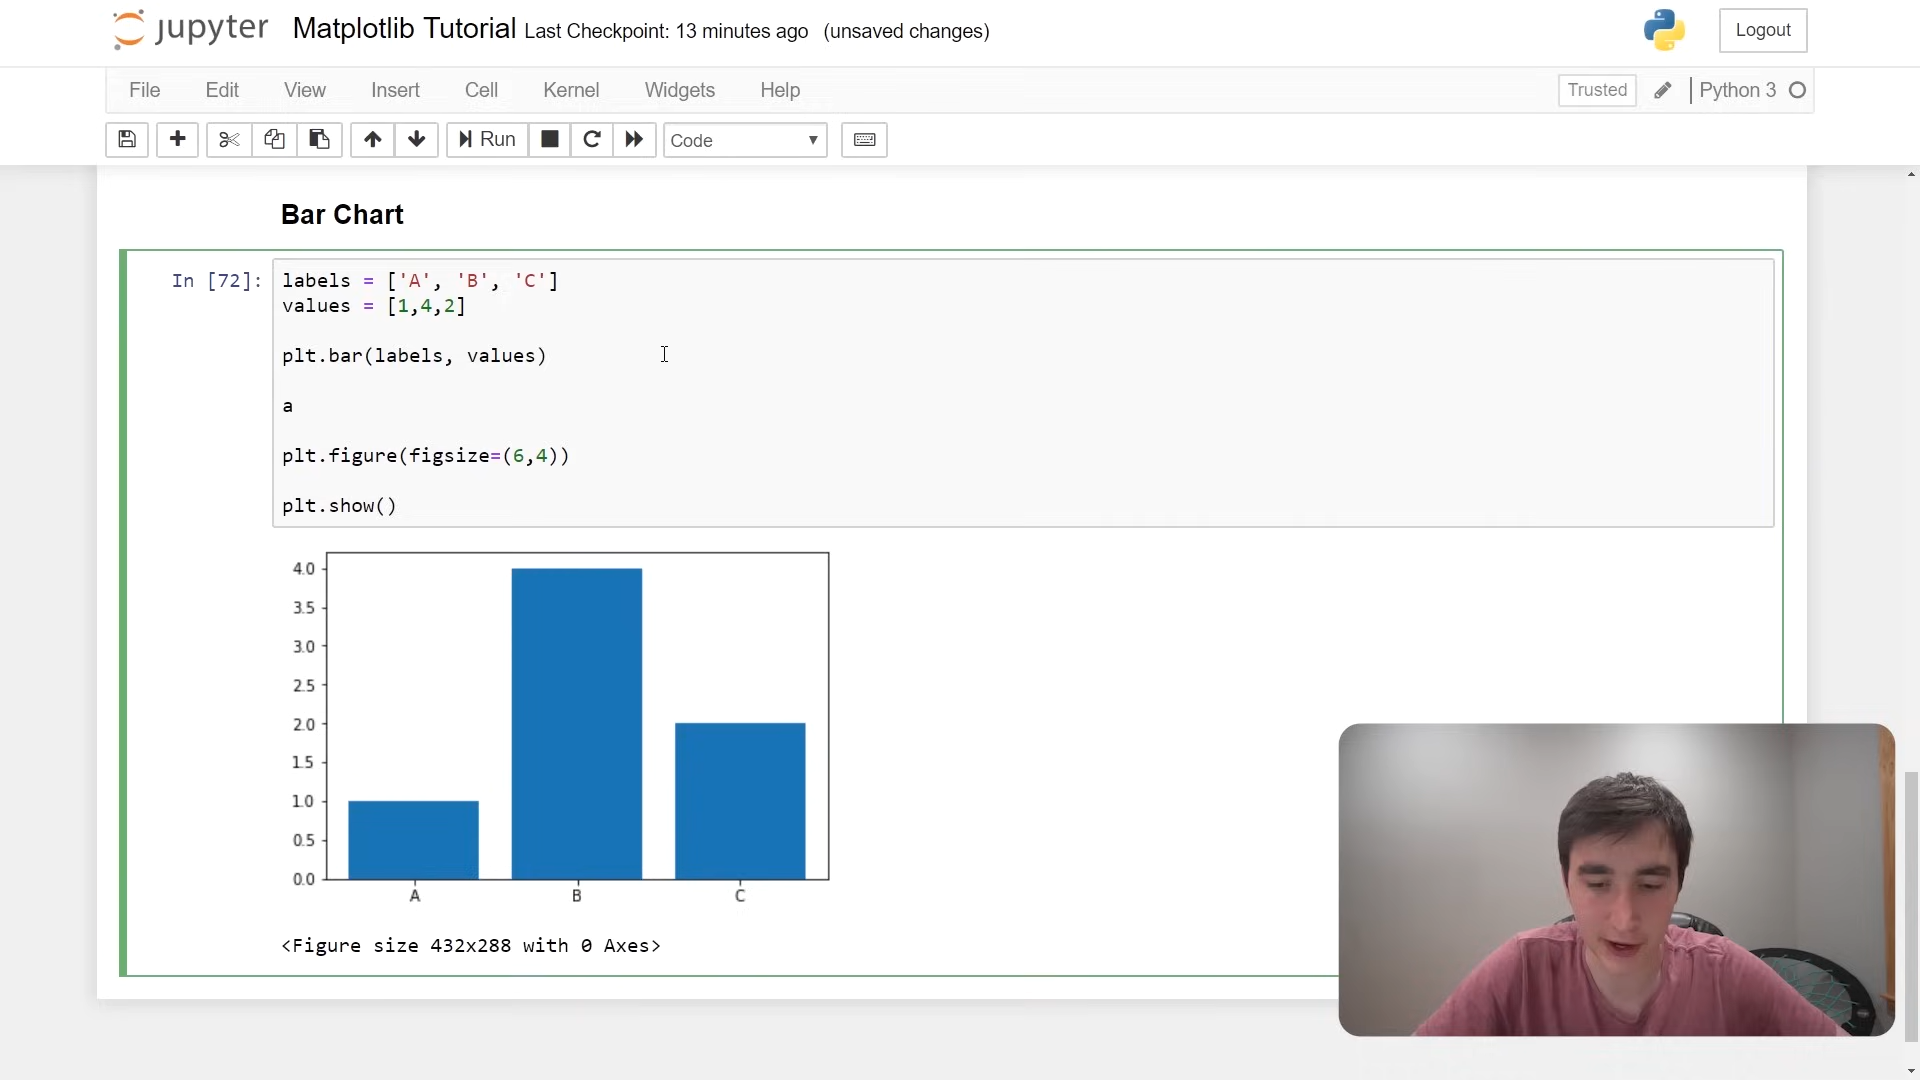 jupyter Matplotlib Tutorial Last Checkpoint: 13 minutes ago (unsaved changes) Logout
File Edit View Insert Cell Kernel Widgets Help Trusted Python 3
Run Code
Bar Chart
In [72]: labels = ['A', 'B', 'C']
values = [1,4,2]
plt.bar(labels, values)
a
plt.figure(figsize=(6,4))
plt.show()
4.0
3.5
3.0
2.5
2.0
1.5
1.0
0.5
0.0
A B C
<Figure size 432x288 with 0 Axes>